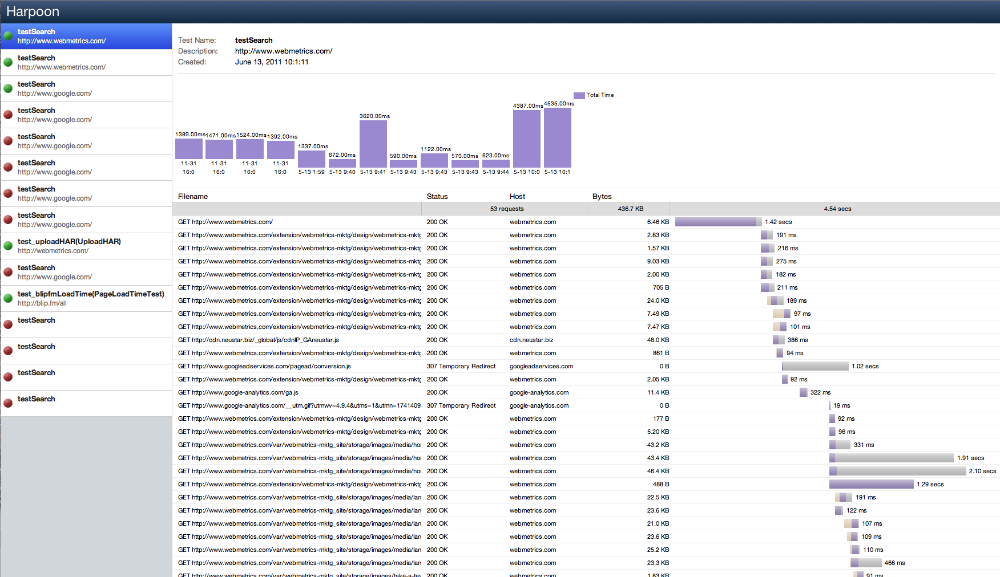 Harpoon
testSearch
http://www.webmetrics.com/
testSearch
http://www.webmetrics.com/
testSearch
http://www.google.com/
testSearch
http://www.google.com/
testSearch
http://www.google.com/
testSearch
http://www.google.com/
testSearch
http://www.google.com/
testSearch
http://www.google.com/
test_uploadHAR(UploadHAR)
http://webmetrics.com/
testSearch
http://www.google.com/
test_blipfmLoadTime(PageLoadTimeTest)
http://blip.fm/all
testSearch
testSearch
testSearch
testSearch
Test Name: testSearch
Description: http://www.webmetrics.com/
Created: June 13, 2011 10:1:11
Total Time
1389.00ms 1471.00ms 1524.00ms 1392.00ms 1337.00ms 672.00ms 3620.00ms 590.00ms 1122.00ms 570.00ms 623.00ms 4387.00ms 4535.00ms
11-31 11-31 11-31 11-31
16:0 16:0 16:0 16:0 5-13 1:59 5-13 9:40 5-13 9:41 5-13 9:43 5-13 9:43 5-13 9:43 5-13 9:44 5-13 10:0 5-13 10:1
Filename Status Host Bytes
53 requests 436.7 KB 4.54 secs
GET http://www.webmetrics.com/ 200 OK webmetrics.com 6.46 KB 1.42 secs
GET http://www.webmetrics.com/extension/webmetrics-mktg/design/webmetrics-mktg 200 OK webmetrics.com 2.83 KB 191 ms
GET http://www.webmetrics.com/extension/webmetrics-mktg/design/webmetrics-mktg 200 OK webmetrics.com 1.57 KB 216 ms
GET http://www.webmetrics.com/extension/webmetrics-mktg/design/webmetrics-mktg 200 OK webmetrics.com 9.03 KB 275 ms
GET http://www.webmetrics.com/extension/webmetrics-mktg/design/webmetrics-mktg 200 OK webmetrics.com 2.00 KB 182 ms
GET http://www.webmetrics.com/extension/webmetrics-mktg/design/webmetrics-mktg 200 OK webmetrics.com 705 B 211 ms
GET http://www.webmetrics.com/extension/webmetrics-mktg/design/webmetrics-mktg 200 OK webmetrics.com 24.0 KB 189 ms
GET http://www.webmetrics.com/extension/webmetrics-mktg/design/webmetrics-mktg 200 OK webmetrics.com 7.49 KB 97 ms
GET http://www.webmetrics.com/extension/webmetrics-mktg/design/webmetrics-mktg 200 OK webmetrics.com 7.47 KB 101 ms
GET http://cdn.neustar.biz/_global/js/cdnIP_GAneustar.js 200 OK cdn.neustar.biz 48.0 KB 386 ms
GET http://www.webmetrics.com/extension/webmetrics-mktg/design/webmetrics-mktg 200 OK webmetrics.com 861 B 94 ms
GET http://www.googleadservices.com/pagead/conversion.js 307 Temporary Redirect googleadservices.com 0 B 1.02 secs
GET http://www.webmetrics.com/extension/webmetrics-mktg/design/webmetrics-mktg 200 OK webmetrics.com 2.05 KB 92 ms
GET http://www.google-analytics.com/ga.js 200 OK google-analytics.com 11.4 KB 322 ms
GET http://www.google-analytics.com/__utm.gif?utmwv=4.9.4&utms=1&utmn=1741409 307 Temporary Redirect google-analytics.com 0 B 19 ms
GET http://www.webmetrics.com/extension/webmetrics-mktg/design/webmetrics-mktg 200 OK webmetrics.com 177 B 92 ms
GET http://www.webmetrics.com/extension/webmetrics-mktg/design/webmetrics-mktg 200 OK webmetrics.com 5.20 KB 96 ms
GET http://www.webmetrics.com/var/webmetrics-mktg_site/storage/images/media/ho 200 OK webmetrics.com 43.2 KB 331 ms
GET http://www.webmetrics.com/var/webmetrics-mktg_site/storage/images/media/ho 200 OK webmetrics.com 43.4 KB 1.91 secs
GET http://www.webmetrics.com/var/webmetrics-mktg_site/storage/images/media/ho 200 OK webmetrics.com 46.4 KB 2.10 secs
GET http://www.webmetrics.com/extension/webmetrics-mktg/design/webmetrics-mktg 200 OK webmetrics.com 488 B 1.29 secs
GET http://www.webmetrics.com/var/webmetrics-mktg_site/storage/images/media/lan 200 OK webmetrics.com 22.5 KB 191 ms
GET http://www.webmetrics.com/var/webmetrics-mktg_site/storage/images/media/lan 200 OK webmetrics.com 23.6 KB 122 ms
GET http://www.webmetrics.com/var/webmetrics-mktg_site/storage/images/media/lan 200 OK webmetrics.com 21.0 KB 107 ms
GET http://www.webmetrics.com/var/webmetrics-mktg_site/storage/images/media/lan 200 OK webmetrics.com 23.6 KB 109 ms
GET http://www.webmetrics.com/var/webmetrics-mktg_site/storage/images/media/lan 200 OK webmetrics.com 25.2 KB 110 ms
GET http://www.webmetrics.com/var/webmetrics-mktg_site/storage/images/media/lan 200 OK webmetrics.com 23.3 KB 466 ms
GET http://www.webmetrics.com/var/webmetrics-mktg_site/storage/images/take-a-tes 200 OK webmetrics.com 1.83 KB 91 ms